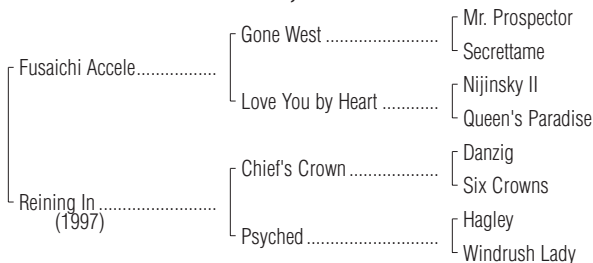 Mr. Prospector
Gone West ........................
Secrettame
Fusaichi Accele.................
Nijinsky II
Love You by Heart ............
Queen's Paradise
Danzig
Chief's Crown ...................
Six Crowns
Reining In .........................
(1997)
Hagley
Psyched ............................
Windrush Lady